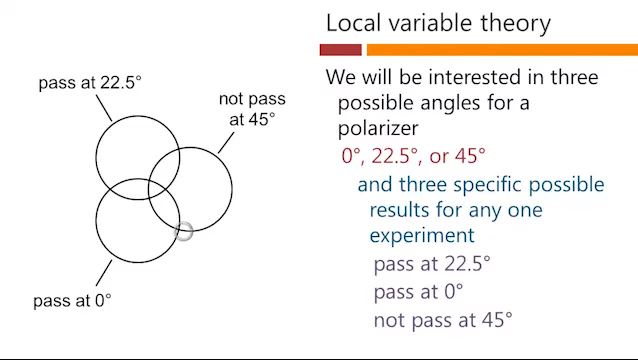 Local variable theory
pass at 22.5°
not pass
at 45°
pass at 0°
We will be interested in three
possible angles for a
polarizer
0°, 22.5°, or 45°
and three specific possible
results for any one
experiment
pass at 22.5°
pass at 0°
not pass at 45°